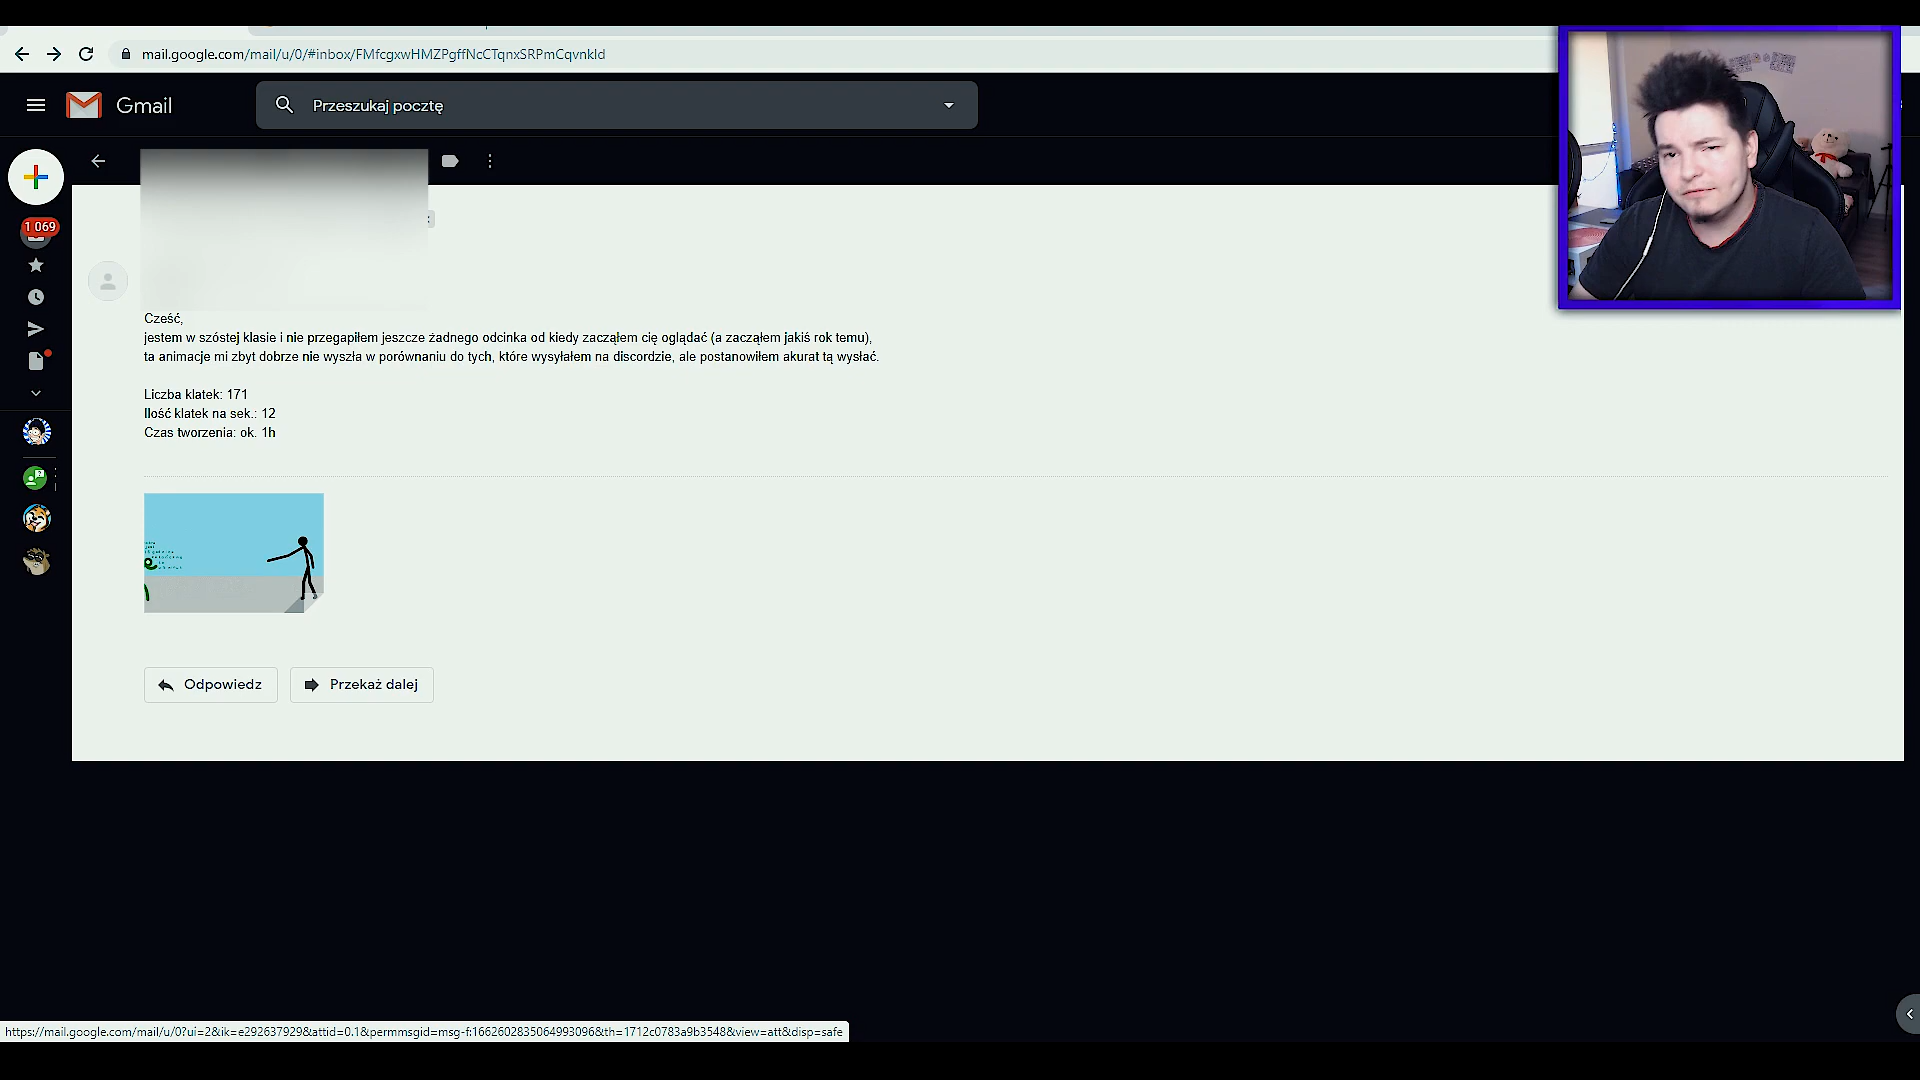 mail.google.com/mail/u/0/#inbox/FMfcgxwHMZPgffNcCTqnxSRPmCqvnkld
Gmail
Przeszukaj pocztę
1 069
Cześć,
jestem w szóstej klasie i nie przegapiłem jeszcze żadnego odcinka od kiedy zacząłem cię oglądać (a zacząłem jakiś rok temu),
ta animacje mi zbyt dobrze nie wyszła w porównaniu do tych, które wysyłałem na discordzie, ale postanowiłem akurat tą wysłać.
Liczba klatek: 171
Ilość klatek na sek.: 12
Czas tworzenia: ok. 1h
Odpowiedz
Przekaż dalej
https://mail.google.com/mail/u/0?ui=2&ik=e292637929&attid=0.1&permmsgid=msg-f:1662602835064993096&th=1712c0783a9b3548&view=att&disp=safe